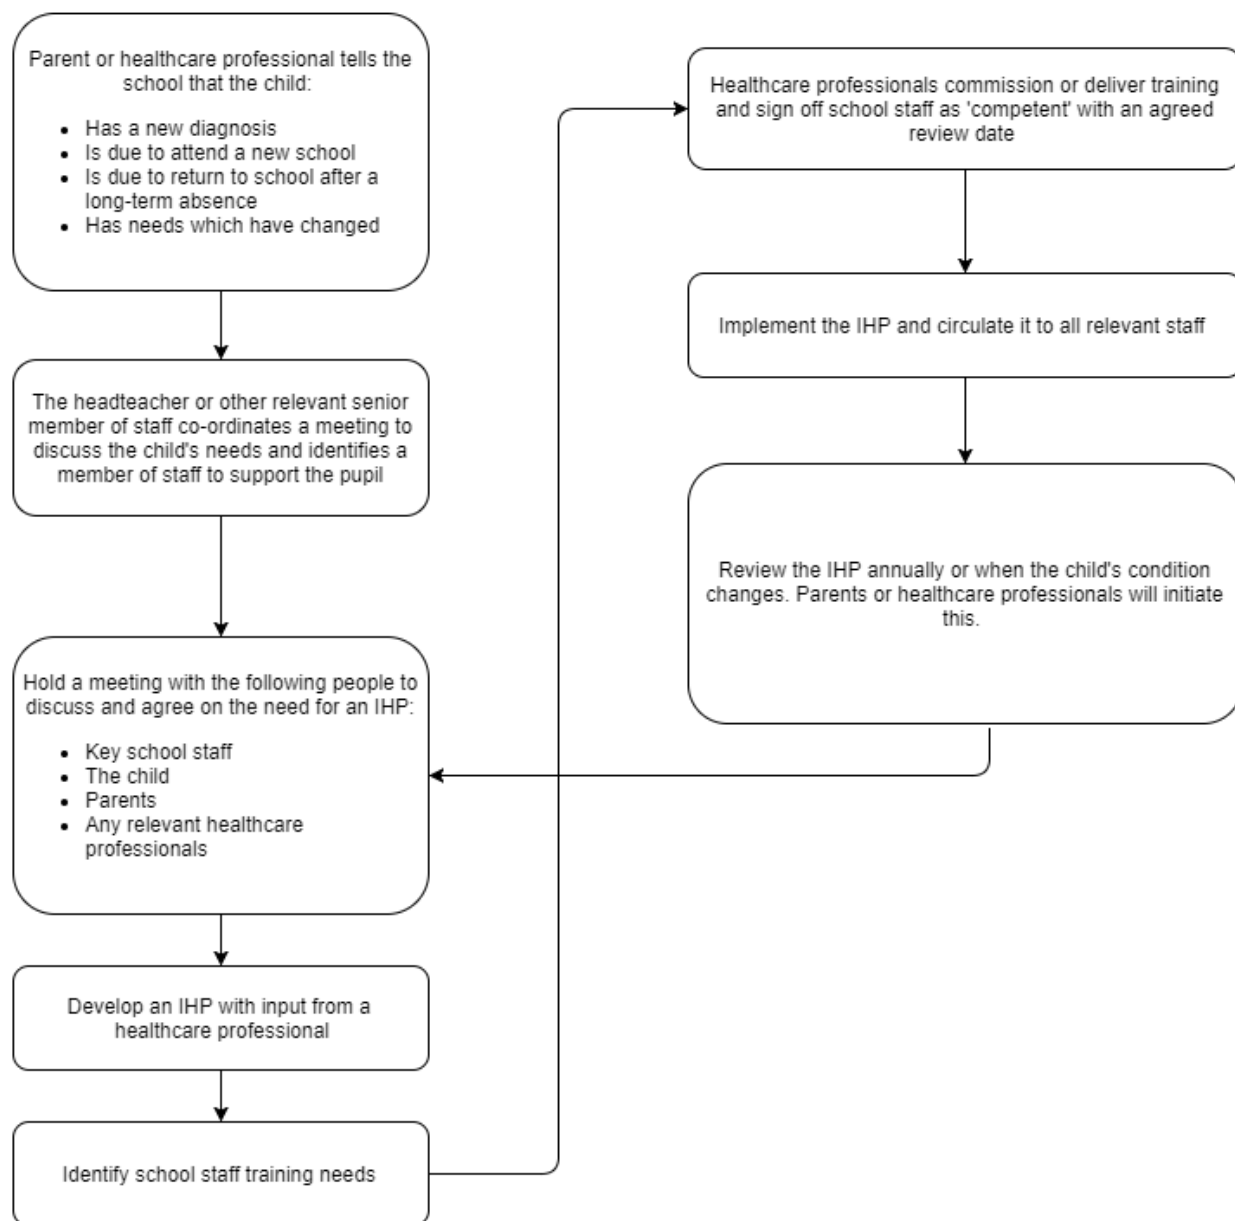 Parent or healthcare professional tells the
school that the child:
• Has a new diagnosis
• Is due to attend a new school
• Is due to return to school after a
long-term absence
• Has needs which have changed
The headteacher or other relevant senior
member of staff co-ordinates a meeting to
discuss the child's needs and identifies a
member of staff to support the pupil
Hold a meeting with the following people to
discuss and agree on the need for an IHP:
• Key school staff
• The child
• Parents
• Any relevant healthcare
professionals
Develop an IHP with input from a
healthcare professional
Identify school staff training needs
Healthcare professionals commission or deliver training
and sign off school staff as 'competent' with an agreed
review date
Implement the IHP and circulate it to all relevant staff
Review the IHP annually or when the child's condition
changes. Parents or healthcare professionals will initiate
this.